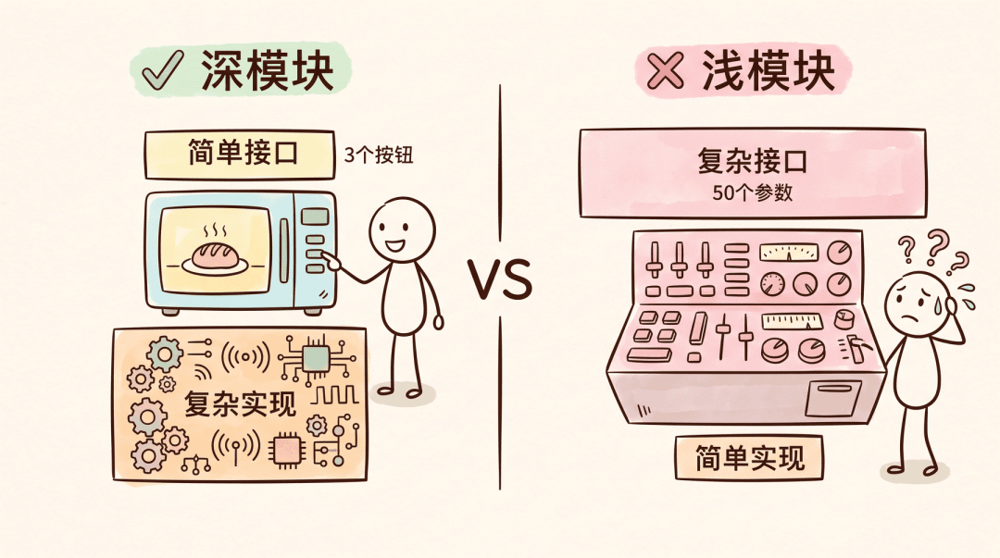 深模块
简单接口
3个按钮
复杂实现
VS
浅模块
复杂接口
50个参数
简单实现